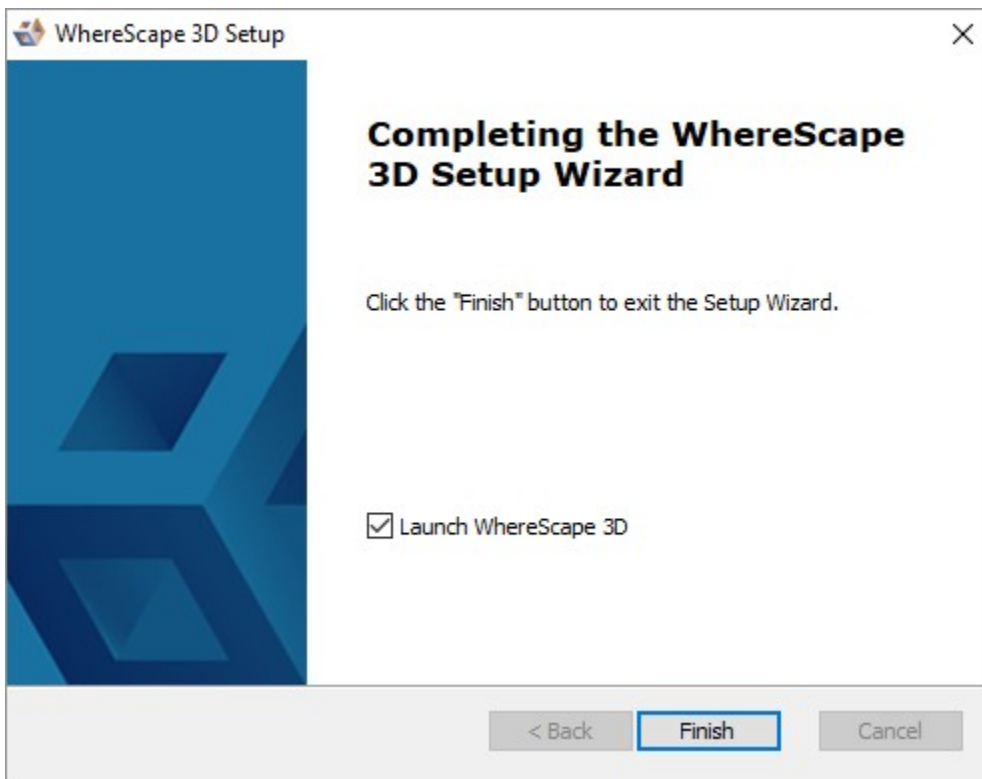 WhereScape 3D Setup
Completing the WhereScape
3D Setup Wizard
Click the "Finish" button to exit the Setup Wizard.
Launch WhereScape 3D
< Back
Finish
Cancel